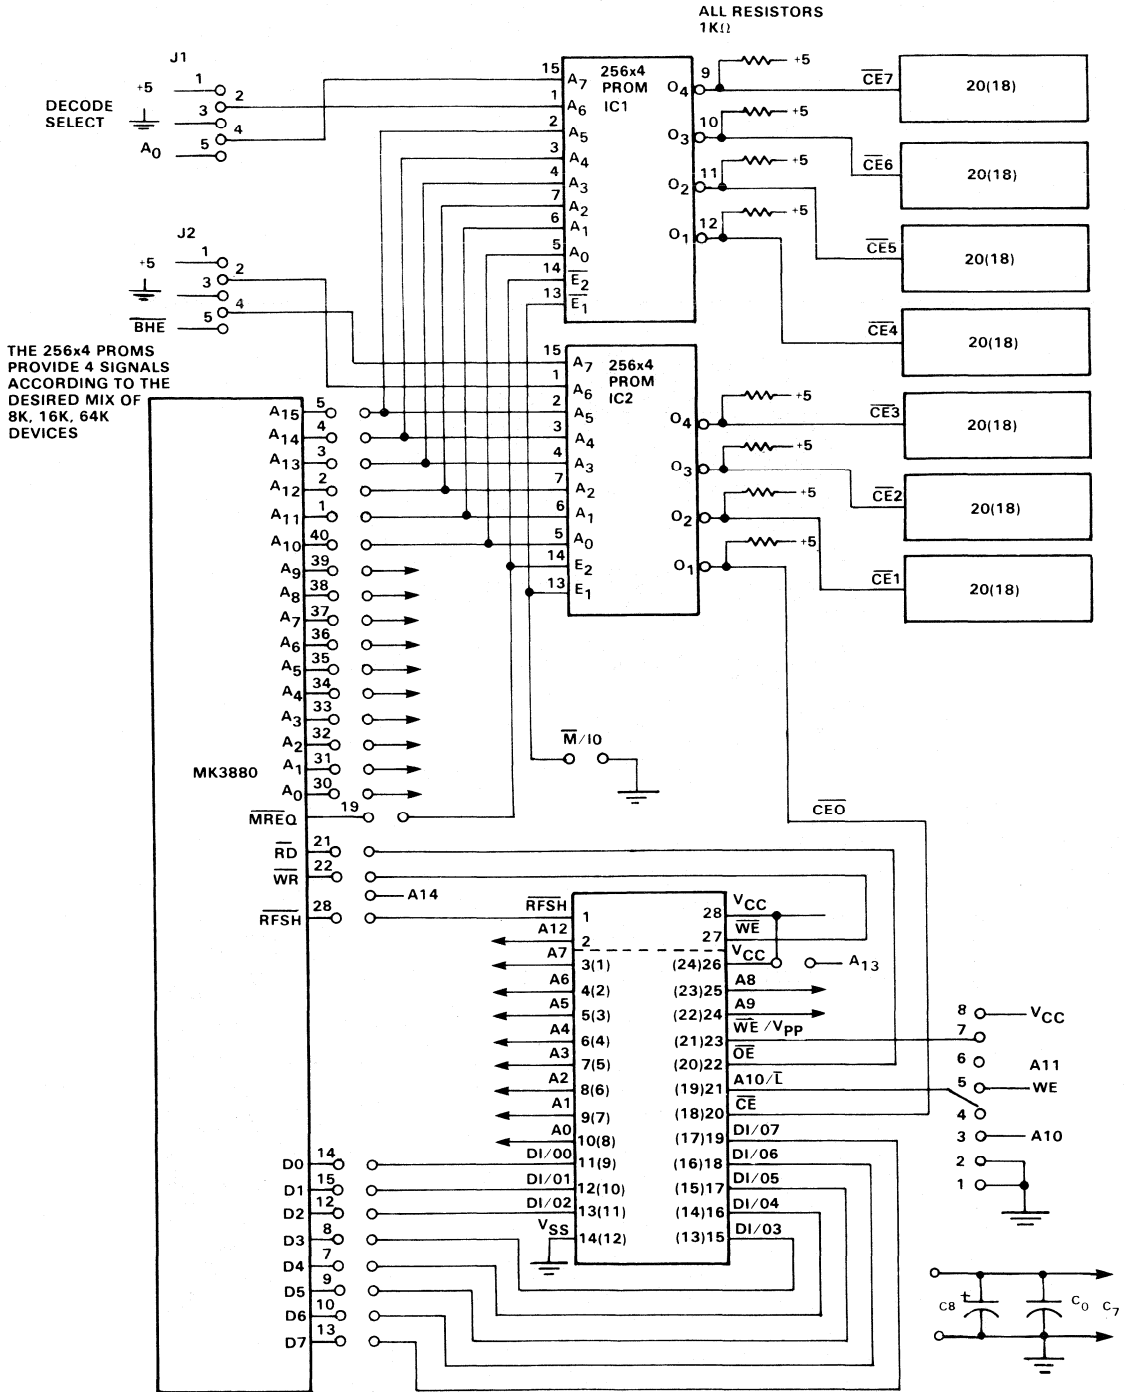 ALL RESISTORS
1KΩ
J1
+5 1
2
3
4
A0 5
DECODE
SELECT
J2
+5 1
2
3
4
BHE 5
THE 256x4 PROMS
PROVIDE 4 SIGNALS
ACCORDING TO THE
DESIRED MIX OF
8K, 16K, 64K
DEVICES
256x4
PROM
IC1
15 A7
1 A6
2 A5
3 A4
4 A3
7 A2
6 A1
5 A0
14 E2
13 E1
O4 9 +5
O3 10 +5
O2 11 +5
O1 12 +5
CE7 20(18)
CE6 20(18)
CE5 20(18)
CE4 20(18)
256x4
PROM
IC2
15 A7
1 A6
2 A5
3 A4
4 A3
7 A2
6 A1
5 A0
14 E2
13 E1
O4 +5
O3 +5
O2 +5
O1 +5
CE3 20(18)
CE2 20(18)
CE1 20(18)
20(18)
MK3880
A15 5
A14 4
A13 3
A12 2
A11 1
A10 40
A9 39
A8 38
A7 37
A6 36
A5 35
A4 34
A3 33
A2 32
A1 31
A0 30
MREQ 19
RD 21
WR 22
A14
RFSH 28
D0 14
D1 15
D2 12
D3 8
D4 7
D5 9
D6 10
D7 13
M/IO
CEO
RFSH 1
A12 2
A7 3(1)
A6 4(2)
A5 5(3)
A4 6(4)
A3 7(5)
A2 8(6)
A1 9(7)
A0 10(8)
DI/00 11(9)
DI/01 12(10)
DI/02 13(11)
VSS 14(12)
28 VCC
27 WE
(24)26 VCC
A13
(23)25 A8
(22)24 A9
(21)23 WE/VPP
(20)22 OE
(19)21 A10/L
(18)20 CE
(17)19 DI/07
(16)18 DI/06
(15)17 DI/05
(14)16 DI/04
(13)15 DI/03
8 VCC
7
6 A11
5 WE
4
3 A10
2
1
C8 + C0 C7